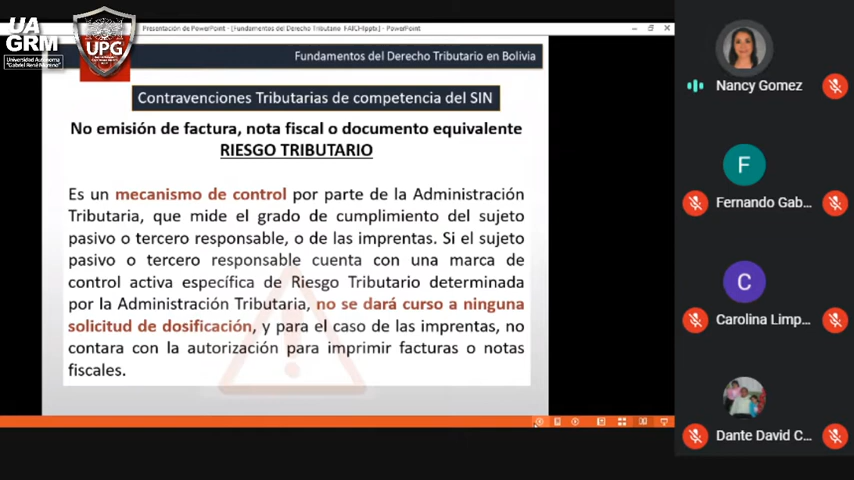 UA
GRM
Universidad Autónoma
"Gabriel René Moreno"
UPG
Presentación de PowerPoint - [Fundamentos del Derecho Tributario FAICHIpptx] - PowerPoint
Fundamentos del Derecho Tributario en Bolivia
Contravenciones Tributarias de competencia del SIN
No emisión de factura, nota fiscal o documento equivalente
RIESGO TRIBUTARIO
Es un mecanismo de control por parte de la Administración
Tributaria, que mide el grado de cumplimiento del sujeto
pasivo o tercero responsable, o de las imprentas. Si el sujeto
pasivo o tercero responsable cuenta con una marca de
control activa específica de Riesgo Tributario determinada
por la Administración Tributaria, no se dará curso a ninguna
solicitud de dosificación, y para el caso de las imprentas, no
contara con la autorización para imprimir facturas o notas
fiscales.
Nancy Gomez
F
Fernando Gab...
C
Carolina Limp...
Dante David C...